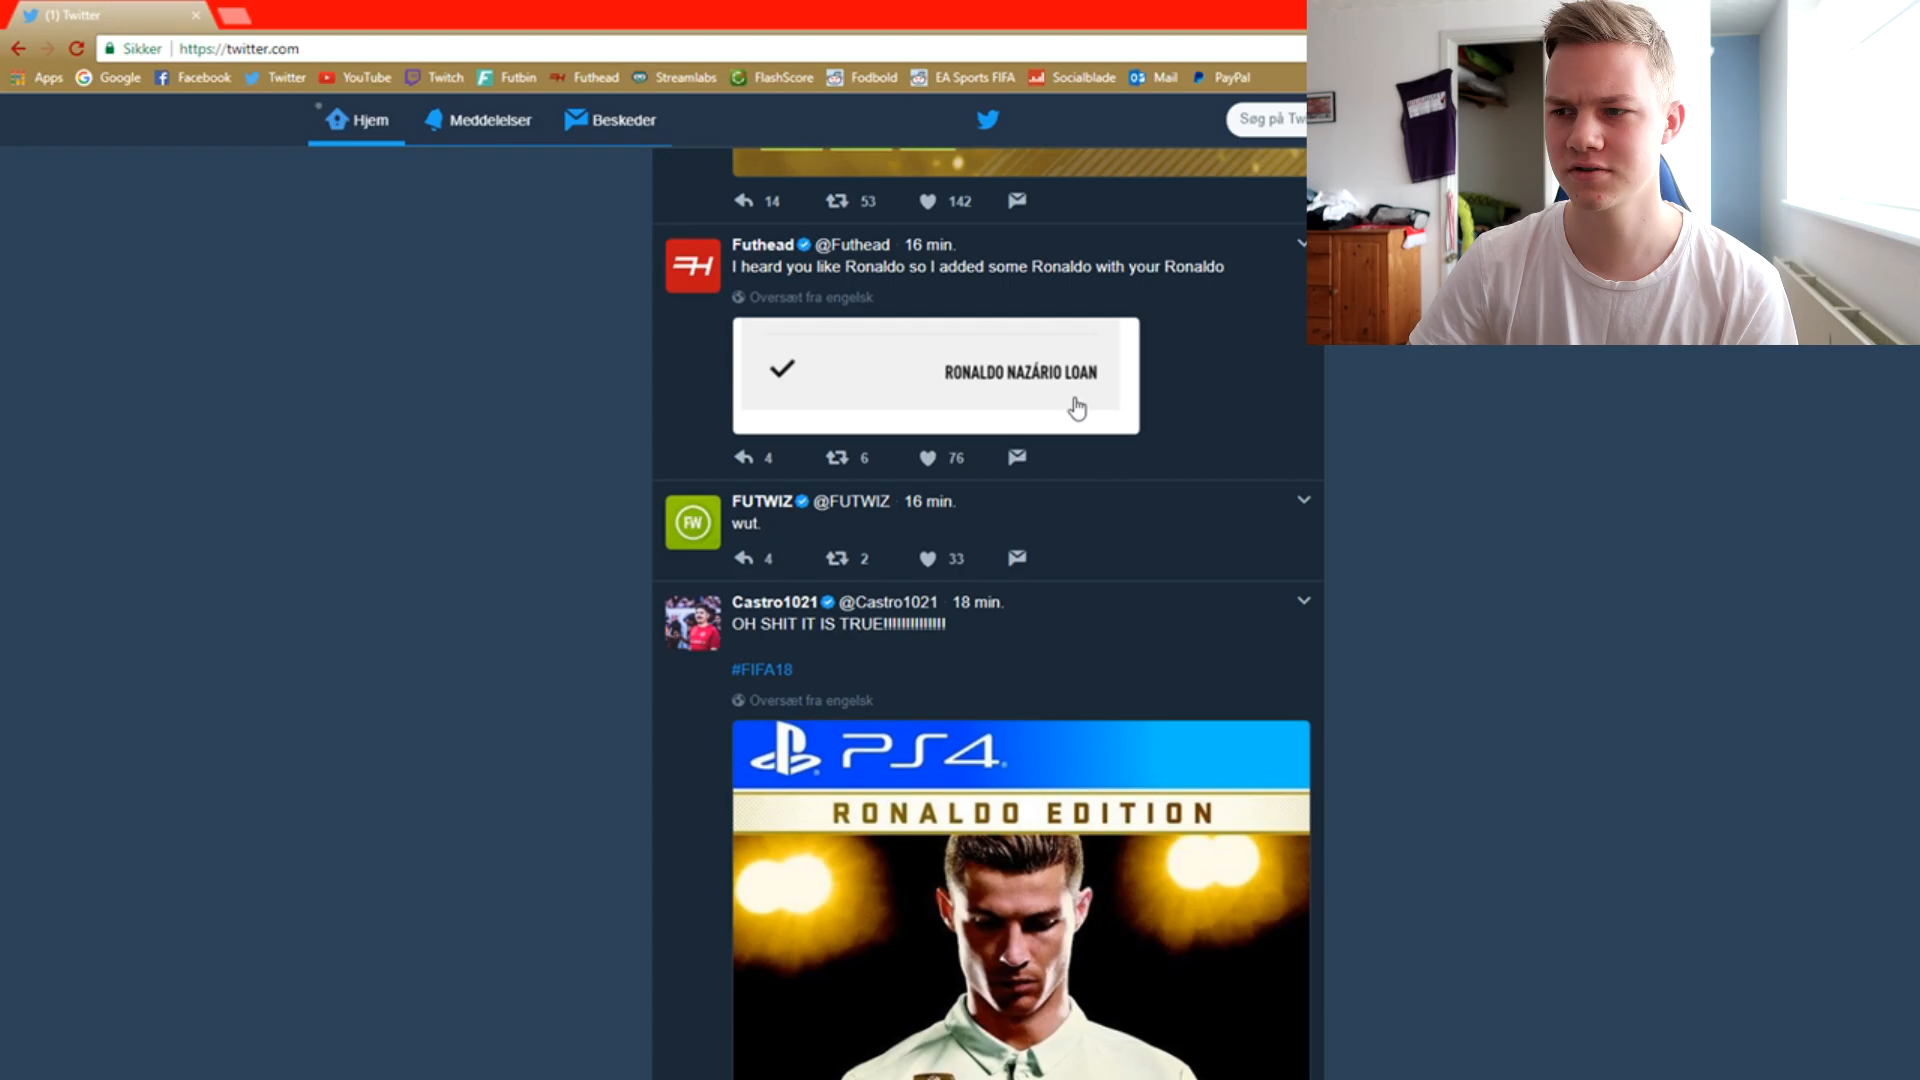 (1) Twitter
Sikker https://twitter.com
Apps Google Facebook Twitter YouTube Twitch Futbin Futhead Streamlabs FlashScore Fodbold EA Sports FIFA Socialblade Mail PayPal
Hjem Meddelelser Beskeder Søg på Tw
14 53 142
Futhead @Futhead 16 min.
I heard you like Ronaldo so I added some Ronaldo with your Ronaldo
Oversæt fra engelsk
RONALDO NAZÁRIO LOAN
4 6 76
FUTWIZ @FUTWIZ 16 min.
FW
wut.
4 2 33
Castro1021 @Castro1021 18 min.
OH SHIT IT IS TRUE!!!!!!!!!!!!!!
#FIFA18
Oversæt fra engelsk
PS4
RONALDO EDITION